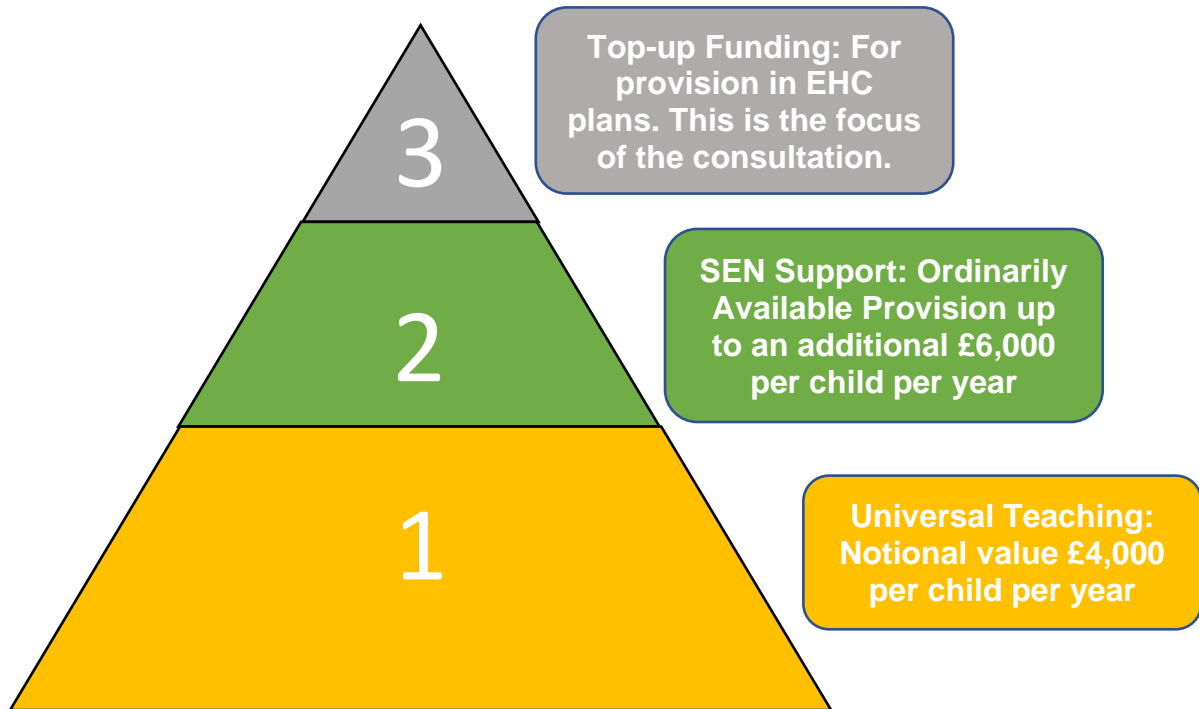 3
Top-up Funding: For
provision in EHC
plans. This is the focus
of the consultation.
2
SEN Support: Ordinarily
Available Provision up
to an additional £6,000
per child per year
1
Universal Teaching:
Notional value £4,000
per child per year